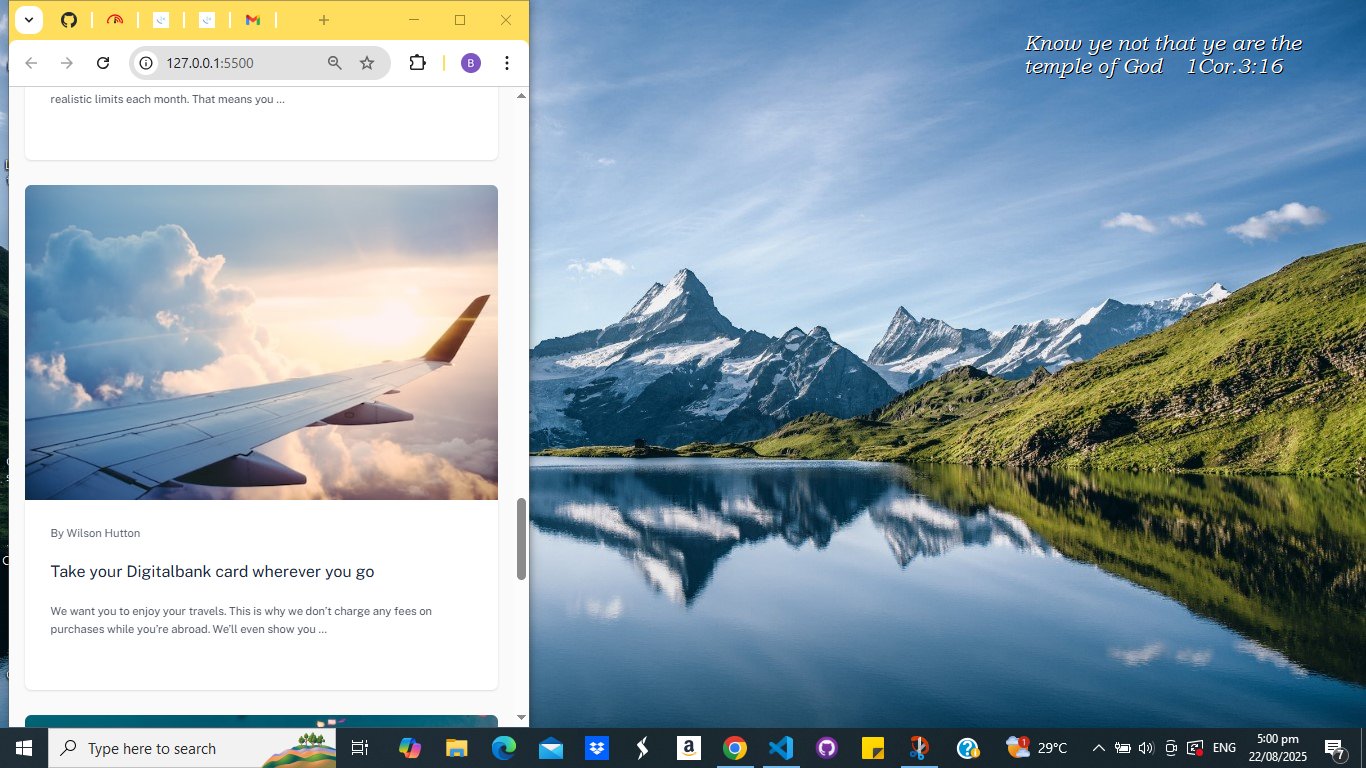 127.0.0.1:5500
B
Know ye not that ye are the
temple of God 1Cor.3:16
realistic limits each month. That means you ...
By Wilson Hutton
Take your Digitalbank card wherever you go
We want you to enjoy your travels. This is why we don't charge any fees on
purchases while you're abroad. We'll even show you ...
Type here to search
a
1
29°C
ENG
5:00 pm
22/08/2025
7